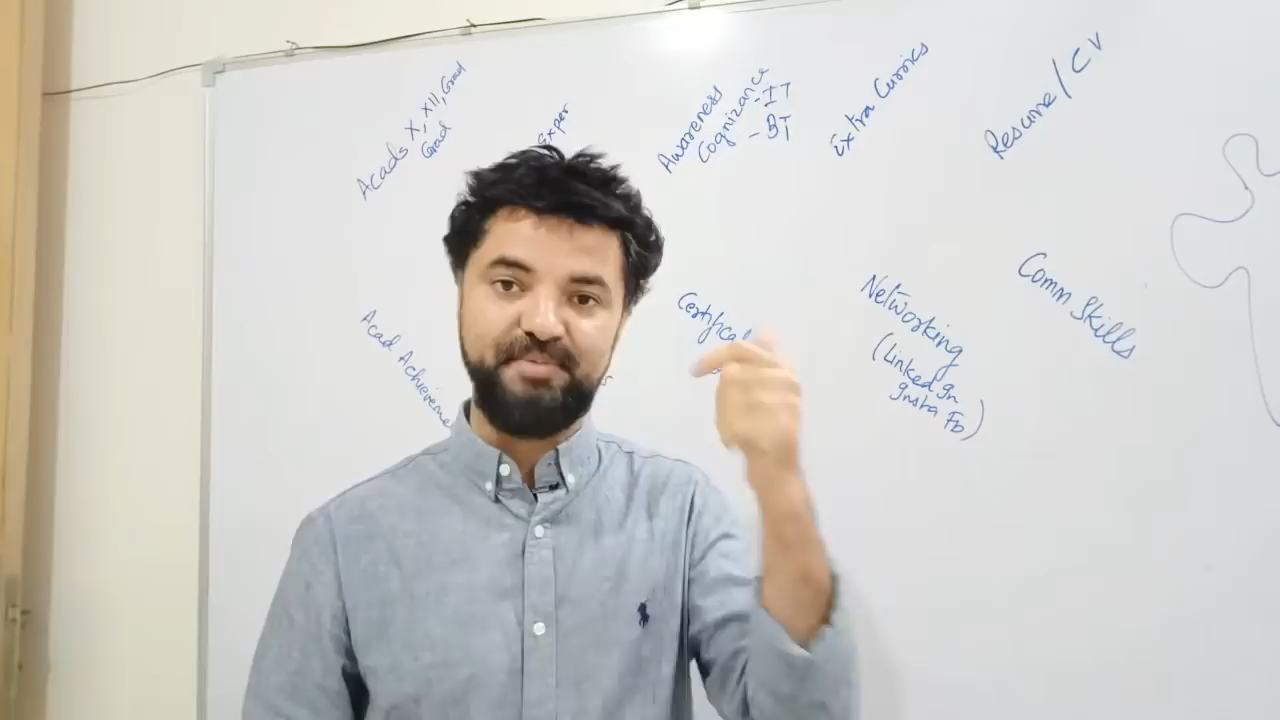 Acads X, XII, Grad
Grad
Exper
Awareness
Cognizance
- IT
- BT
Extra Currics
Resume / CV
Acad Achieveme
Certifica
Networking
(LinkedIn
Insta Fb)
Comm Skills